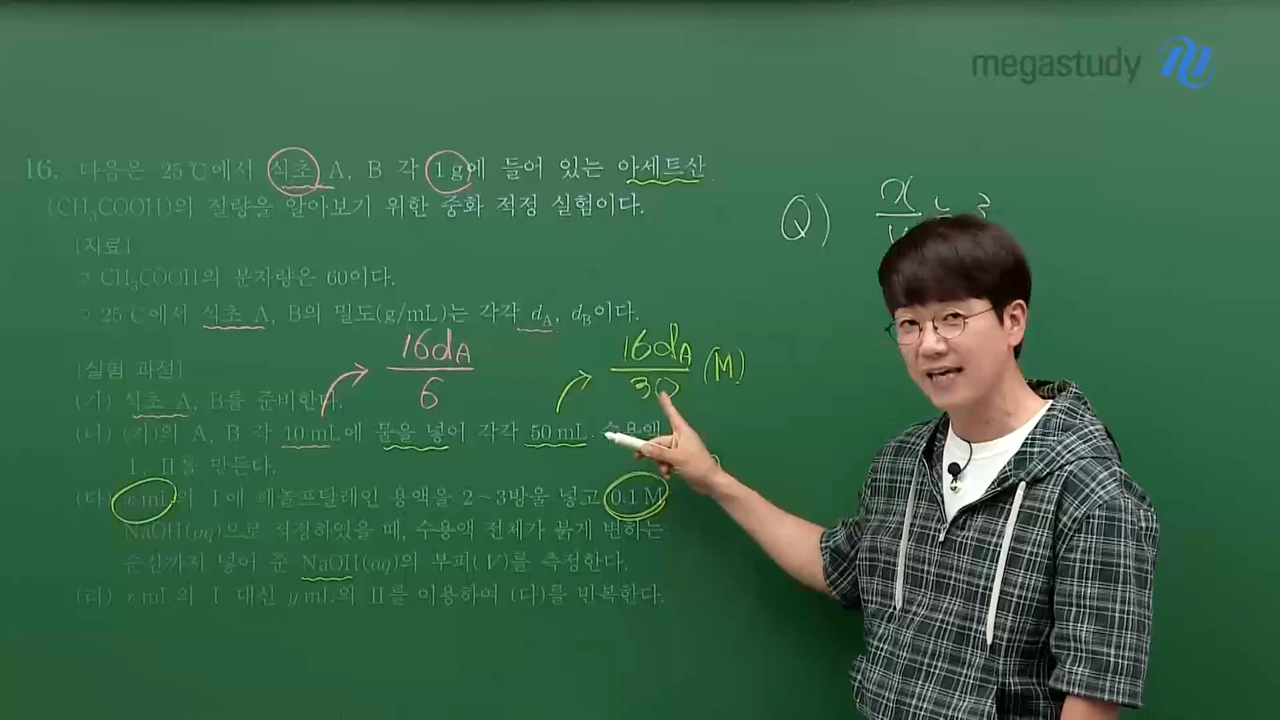 megastudy
16. 다음은 25℃에서 식초 A, B 각 1 g에 들어 있는 아세트산
(CH₃COOH)의 질량을 알아보기 위한 중화 적정 실험이다.
Q) x
[자료]
○ CH₃COOH의 분자량은 60이다.
○ 25℃에서 식초 A, B의 밀도(g/mL)는 각각 dA, dB이다.
16dA
6
16dA
30 (M)
[실험 과정]
(가) 식초 A, B를 준비한다.
(나) (가)의 A, B 각 10 mL에 물을 넣어 각각 50 mL 수용액
Ⅰ, Ⅱ를 만든다.
(다) x mL의 Ⅰ에 페놀프탈레인 용액을 2~3방울 넣고 0.1 M
NaOH(aq)으로 적정하였을 때, 수용액 전체가 붉게 변하는
순간까지 넣어 준 NaOH(aq)의 부피(V)를 측정한다.
(라) x mL의 Ⅰ 대신 y mL의 Ⅱ를 이용하여 (다)를 반복한다.